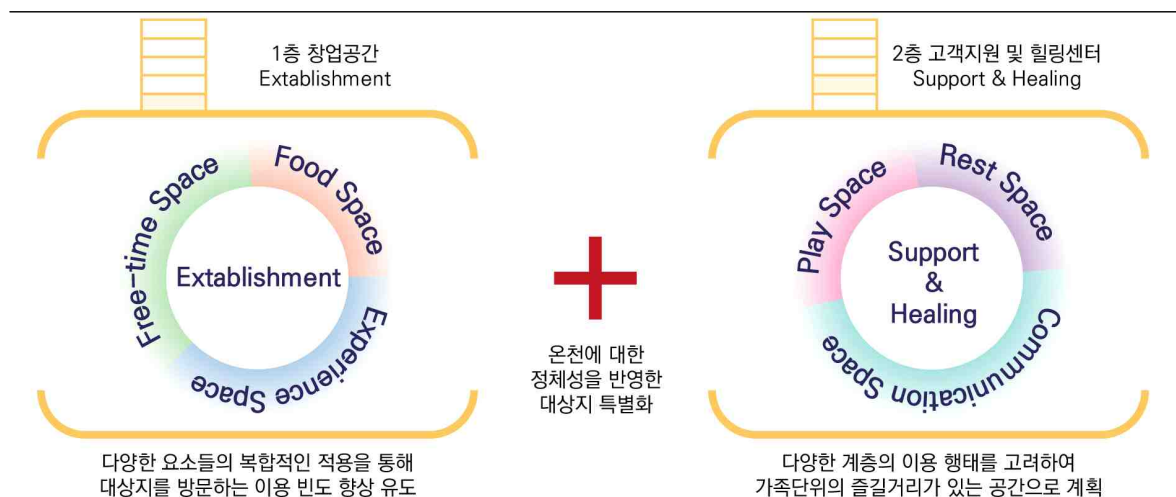 1층 창업공간
Extablishment
2층 고객지원 및 힐링센터
Support & Healing
Free-time Space
Food Space
Experience Space
Extablishment
온천에 대한
정체성을 반영한
대상지 특별화
Play Space
Rest Space
Communication Space
Support
&
Healing
다양한 요소들의 복합적인 적용을 통해
대상지를 방문하는 이용 빈도 향상 유도
다양한 계층의 이용 행태를 고려하여
가족단위의 즐길거리가 있는 공간으로 계획